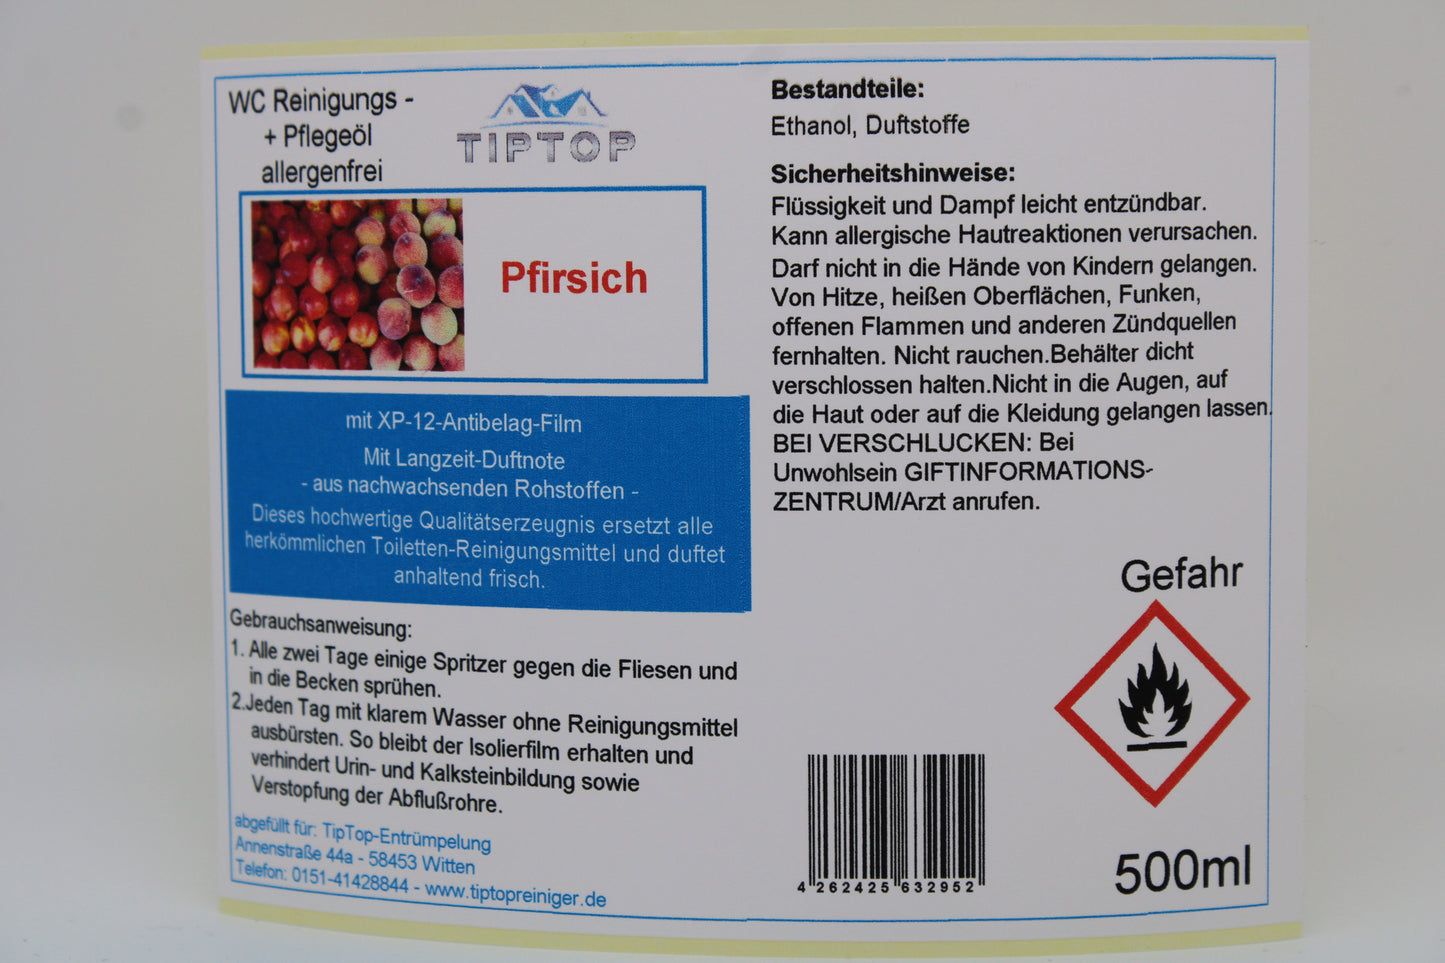 WC Reinigungs -
+ Pflegeöl
allergenfrei
TIPTOP
Pfirsich
mit XP-12-Antibelag-Film
Mit Langzeit-Duftnote
- aus nachwachsenden Rohstoffen -
Dieses hochwertige Qualitätserzeugnis ersetzt alle
herkömmlichen Toiletten-Reinigungsmittel und duftet
anhaltend frisch.
Gebrauchsanweisung:
1. Alle zwei Tage einige Spritzer gegen die Fliesen und
in die Becken sprühen.
2.Jeden Tag mit klarem Wasser ohne Reinigungsmittel
ausbürsten. So bleibt der Isolierfilm erhalten und
verhindert Urin- und Kalksteinbildung sowie
Verstopfung der Abflußrohre.
abgefüllt für: TipTop-Entrümpelung
Annenstraße 44a - 58453 Witten
Telefon: 0151-41428844 - www.tiptopreiniger.de
Bestandteile:
Ethanol, Duftstoffe
Sicherheitshinweise:
Flüssigkeit und Dampf leicht entzündbar.
Kann allergische Hautreaktionen verursachen.
Darf nicht in die Hände von Kindern gelangen.
Von Hitze, heißen Oberflächen, Funken,
offenen Flammen und anderen Zündquellen
fernhalten. Nicht rauchen.Behälter dicht
verschlossen halten.Nicht in die Augen, auf
die Haut oder auf die Kleidung gelangen lassen.
BEI VERSCHLUCKEN: Bei
Unwohlsein GIFTINFORMATIONS-
ZENTRUM/Arzt anrufen.
Gefahr
4 262425 632952
500ml